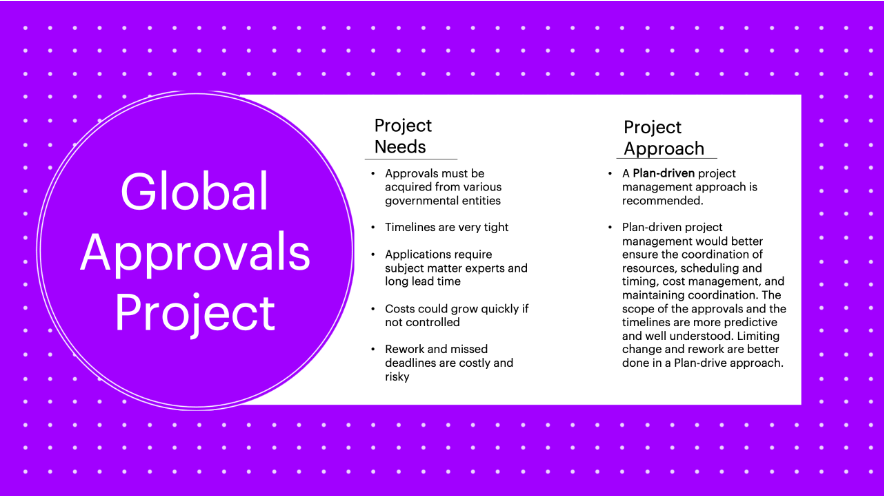 Global
Approvals
Project
Project
Needs
• Approvals must be
acquired from various
governmental entities
• Timelines are very tight
• Applications require
subject matter experts and
long lead time
• Costs could grow quickly if
not controlled
• Rework and missed
deadlines are costly and
risky
Project
Approach
• A Plan-driven project
management approach is
recommended.
• Plan-driven project
management would better
ensure the coordination of
resources, scheduling and
timing, cost management, and
maintaining coordination. The
scope of the approvals and the
timelines are more predictive
and well understood. Limiting
change and rework are better
done in a Plan-drive approach.